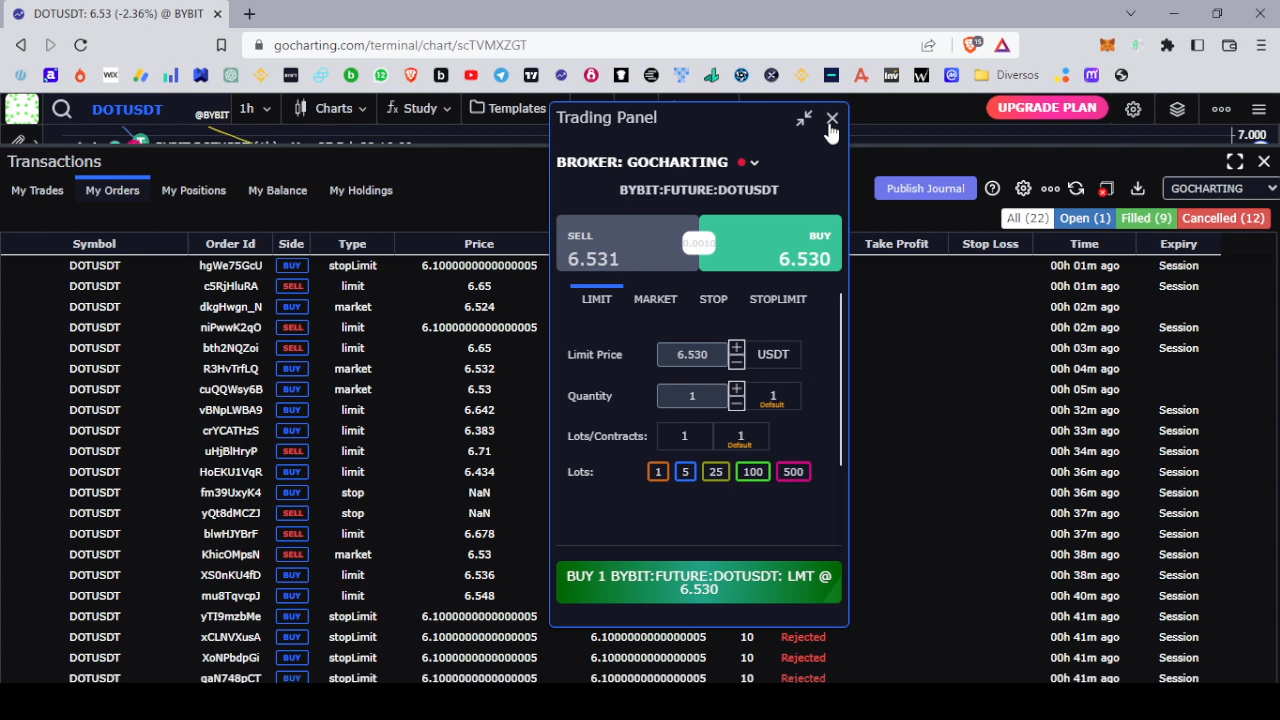 DOTUSDT: 6.53 (-2.36%) @ BYBIT
gocharting.com/terminal/chart/scTVMXZGT
15
WIX
12
Inv
W
Diversos
DOTUSDT @BYBIT 1h Charts fx Study Templates UPGRADE PLAN
7.000
Transactions
My Trades My Orders My Positions My Balance My Holdings
Publish Journal GOCHARTING
All (22) Open (1) Filled (9) Cancelled (12)
Trading Panel
BROKER: GOCHARTING
BYBIT:FUTURE:DOTUSDT
SELL
6.531
0.0010
BUY
6.530
LIMIT MARKET STOP STOPLIMIT
Limit Price 6.530 USDT
Quantity 1 1
Default
Lots/Contracts: 1 1
Default
Lots: 1 5 25 100 500
BUY 1 BYBIT:FUTURE:DOTUSDT: LMT @
6.530
Symbol Order Id Side Type Price Take Profit Stop Loss Time Expiry
DOTUSDT hgWe75GcU BUY stopLimit 6.1000000000000005 00h 01m ago Session
DOTUSDT c5RjHluRA SELL limit 6.65 00h 01m ago Session
DOTUSDT dkgHwgn_N BUY market 6.524 00h 02m ago
DOTUSDT niPwwK2qO SELL limit 6.1000000000000005 00h 02m ago Session
DOTUSDT bth2NQZoi SELL limit 6.65 00h 03m ago Session
DOTUSDT R3HvTrfLQ BUY market 6.532 00h 04m ago
DOTUSDT cuQQWsy6B BUY market 6.53 00h 05m ago
DOTUSDT vBNpLW8A9 BUY limit 6.642 00h 32m ago Session
DOTUSDT crYCATHzS BUY limit 6.383 00h 33m ago Session
DOTUSDT uHjBlHryP SELL limit 6.71 00h 34m ago Session
DOTUSDT HoEKU1VqR BUY limit 6.434 00h 36m ago Session
DOTUSDT fm39UxyK4 BUY stop NaN 00h 36m ago Session
DOTUSDT yQt8dMCZJ SELL stop NaN 00h 37m ago Session
DOTUSDT blwHJYBrF SELL limit 6.678 00h 37m ago Session
DOTUSDT KhicOMpsN SELL market 6.53 00h 38m ago Session
DOTUSDT XS0nKU4fD BUY limit 6.536 00h 38m ago Session
DOTUSDT mu8TqvcpJ BUY limit 6.548 00h 40m ago Session
DOTUSDT yTI9mzbMe BUY stopLimit 6.1000000000000005 00h 41m ago Session
DOTUSDT xCLNVXusA BUY stopLimit 6.1000000000000005 6.1000000000000005 10 Rejected 00h 41m ago Session
DOTUSDT XoNPbdpGi BUY stopLimit 6.1000000000000005 6.1000000000000005 10 Rejected 00h 41m ago Session
DOTUSDT qaN748pCT BUY stopLimit 6.1000000000000005 6.1000000000000005 10 Rejected 00h 41m ago Session